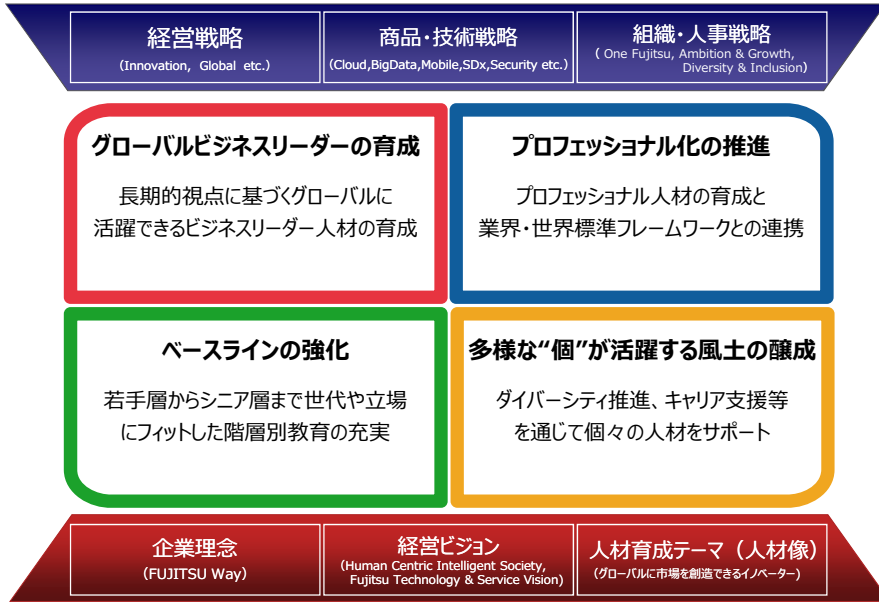 経営戦略
(Innovation, Global etc.)
商品・技術戦略
(Cloud,BigData,Mobile,SDx,Security etc.)
組織・人事戦略
( One Fujitsu, Ambition & Growth,
Diversity & Inclusion)
グローバルビジネスリーダーの育成
長期的視点に基づくグローバルに
活躍できるビジネスリーダー人材の育成
プロフェッショナル化の推進
プロフェッショナル人材の育成と
業界・世界標準フレームワークとの連携
ベースラインの強化
若手層からシニア層まで世代や立場
にフィットした階層別教育の充実
多様な“個”が活躍する風土の醸成
ダイバーシティ推進、キャリア支援等
を通じて個々の人材をサポート
企業理念
(FUJITSU Way)
経営ビジョン
(Human Centric Intelligent Society,
Fujitsu Technology & Service Vision)
人材育成テーマ（人材像）
(グローバルに市場を創造できるイノベーター)